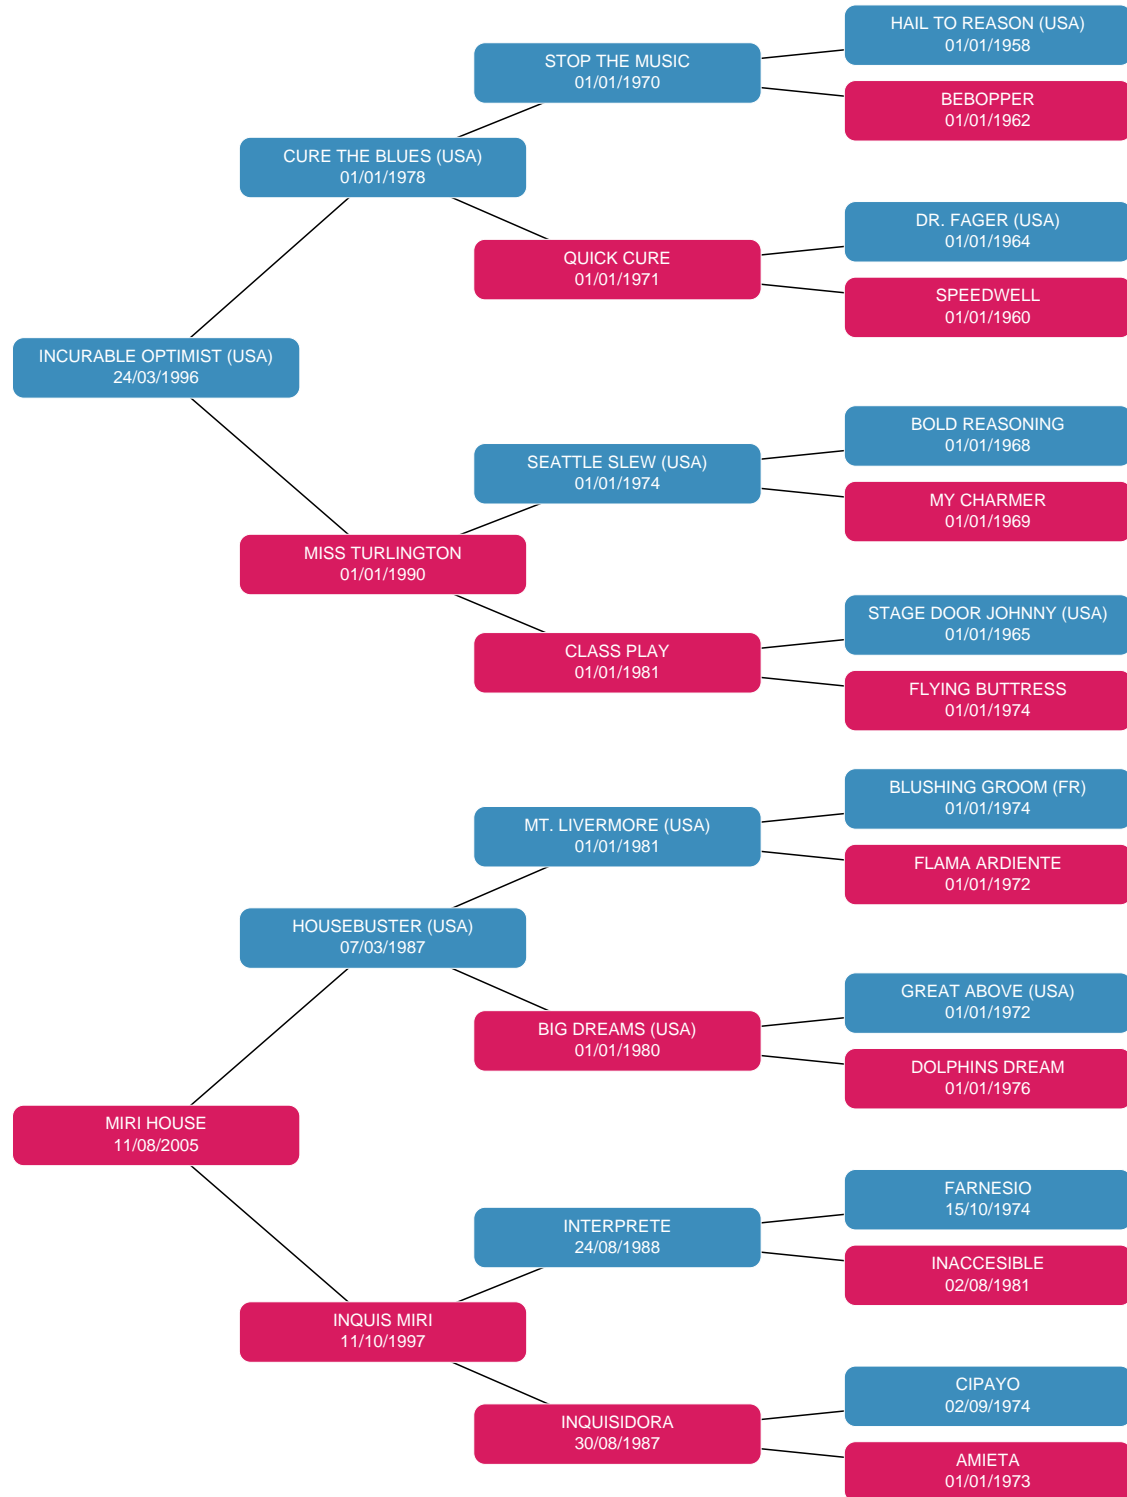 HAIL TO REASON (USA)
01/01/1958
STOP THE MUSIC
01/01/1970
BEBOPPER
01/01/1962
CURE THE BLUES (USA)
01/01/1978
DR. FAGER (USA)
01/01/1964
QUICK CURE
01/01/1971
SPEEDWELL
01/01/1960
INCURABLE OPTIMIST (USA)
24/03/1996
BOLD REASONING
01/01/1968
SEATTLE SLEW (USA)
01/01/1974
MY CHARMER
01/01/1969
MISS TURLINGTON
01/01/1990
STAGE DOOR JOHNNY (USA)
01/01/1965
CLASS PLAY
01/01/1981
FLYING BUTTRESS
01/01/1974
BLUSHING GROOM (FR)
01/01/1974
MT. LIVERMORE (USA)
01/01/1981
FLAMA ARDIENTE
01/01/1972
HOUSEBUSTER (USA)
07/03/1987
GREAT ABOVE (USA)
01/01/1972
BIG DREAMS (USA)
01/01/1980
DOLPHINS DREAM
01/01/1976
MIRI HOUSE
11/08/2005
FARNESIO
15/10/1974
INTERPRETE
24/08/1988
INACCESIBLE
02/08/1981
INQUIS MIRI
11/10/1997
CIPAYO
02/09/1974
INQUISIDORA
30/08/1987
AMIETA
01/01/1973